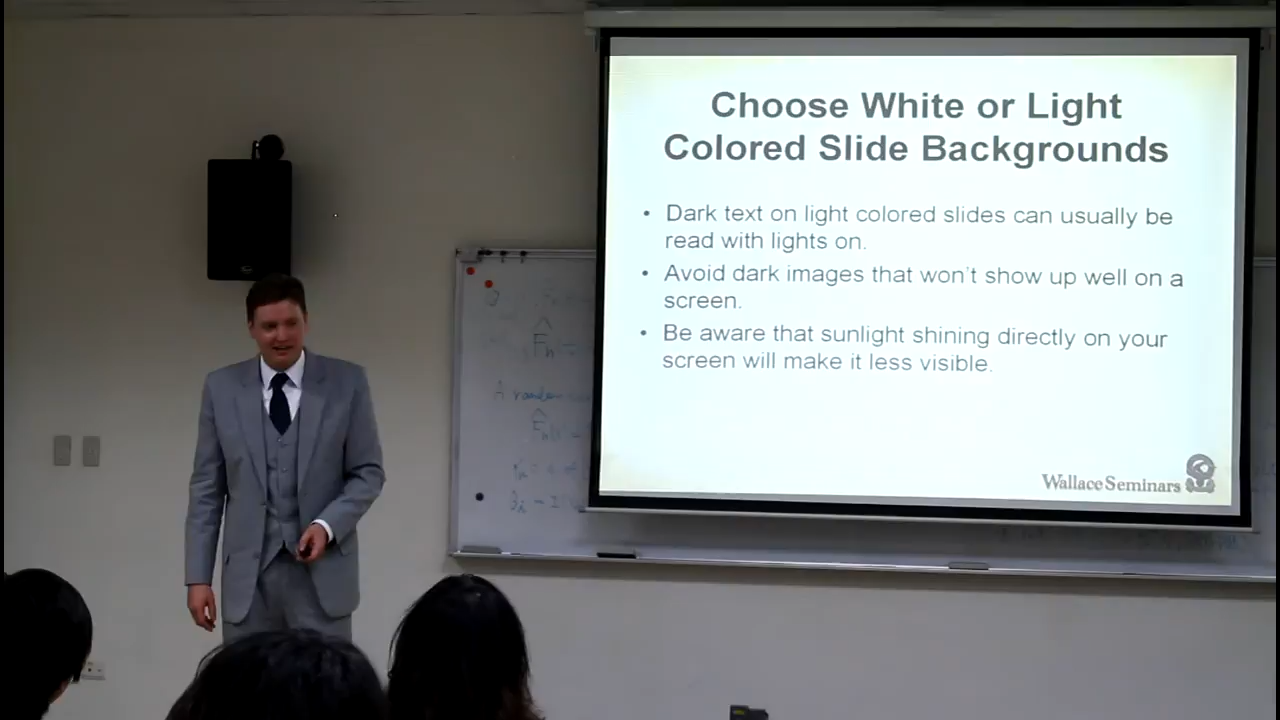 Choose White or Light
Colored Slide Backgrounds
• Dark text on light colored slides can usually be
read with lights on.
• Avoid dark images that won't show up well on a
screen.
• Be aware that sunlight shining directly on your
screen will make it less visible.
Wallace Seminars
A random